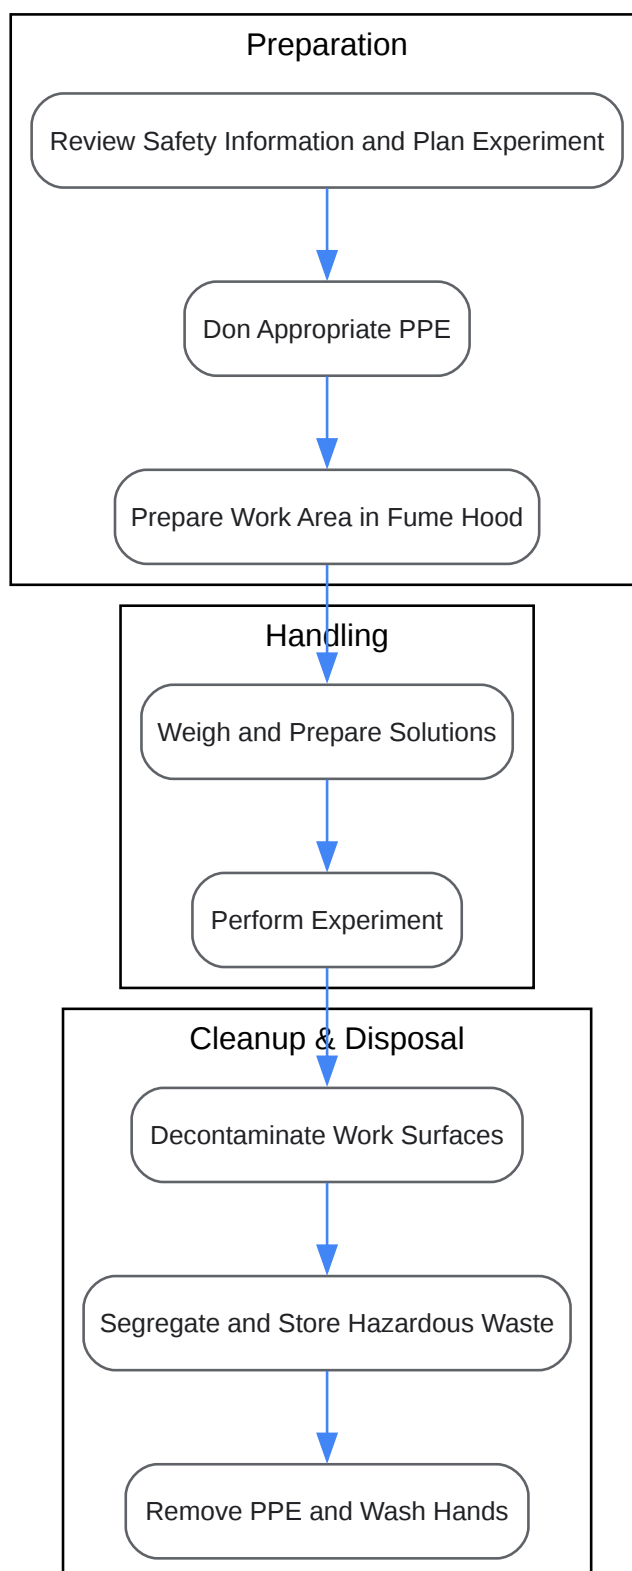 Preparation
Review Safety Information and Plan Experiment
Don Appropriate PPE
Prepare Work Area in Fume Hood
Handling
Weigh and Prepare Solutions
Perform Experiment
Cleanup & Disposal
Decontaminate Work Surfaces
Segregate and Store Hazardous Waste
Remove PPE and Wash Hands